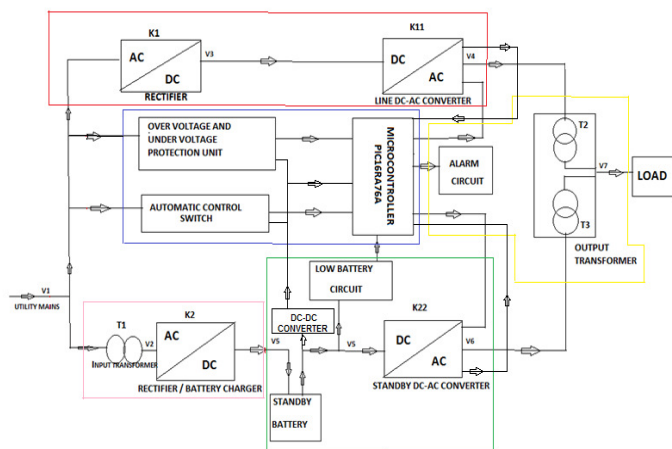 K1
AC
DC
RECTIFIER
V3
K11
DC
AC
V4
LINE DC-AC CONVERTER
OVER VOLTAGE AND
UNDER VOLTAGE
PROTECTION UNIT
MICROCONTROLLER
PIC16RA76A
ALARM
CIRCUIT
AUTOMATIC CONTROL
SWITCH
T2
V7
LOAD
T3
OUTPUT
TRANSFORMER
V1
UTILITY MAINS
LOW BATTERY
CIRCUIT
DC-DC
CONVERTER
T1
INPUT TRANSFORMER
V2
K2
AC
DC
RECTIFIER / BATTERY CHARGER
V5
V5
K22
DC
AC
V6
STANDBY DC-AC CONVERTER
STANDBY
BATTERY